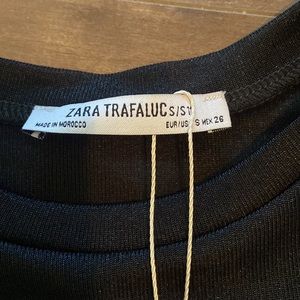 ZARA TRAFALUC S/S
MADE IN MOROCCO EUR/US S MEX 26